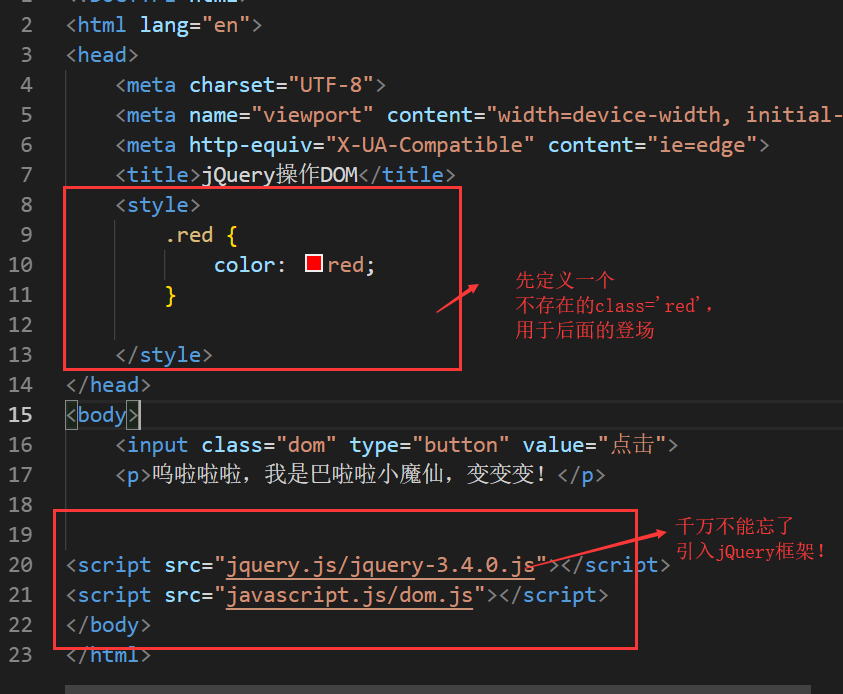 2 <html lang="en">
3 <head>
4 <meta charset="UTF-8">
5 <meta name="viewport" content="width=device-width, initial-
6 <meta http-equiv="X-UA-Compatible" content="ie=edge">
7 <title>jQuery操作DOM</title>
8 <style>
9 .red {
10 color: red;
11 }
12
13 </style>
14 </head>
15 <body>
16 <input class="dom" type="button" value="点击">
17 <p>呜啦啦啦，我是巴啦啦小魔仙，变变变！</p>
18
19
20 <script src="jquery.js/jquery-3.4.0.js"></script>
21 <script src="javascript.js/dom.js"></script>
22 </body>
23 </html>
先定义一个
不存在的class='red'，
用于后面的登场
千万不能忘了
引入jQuery框架！